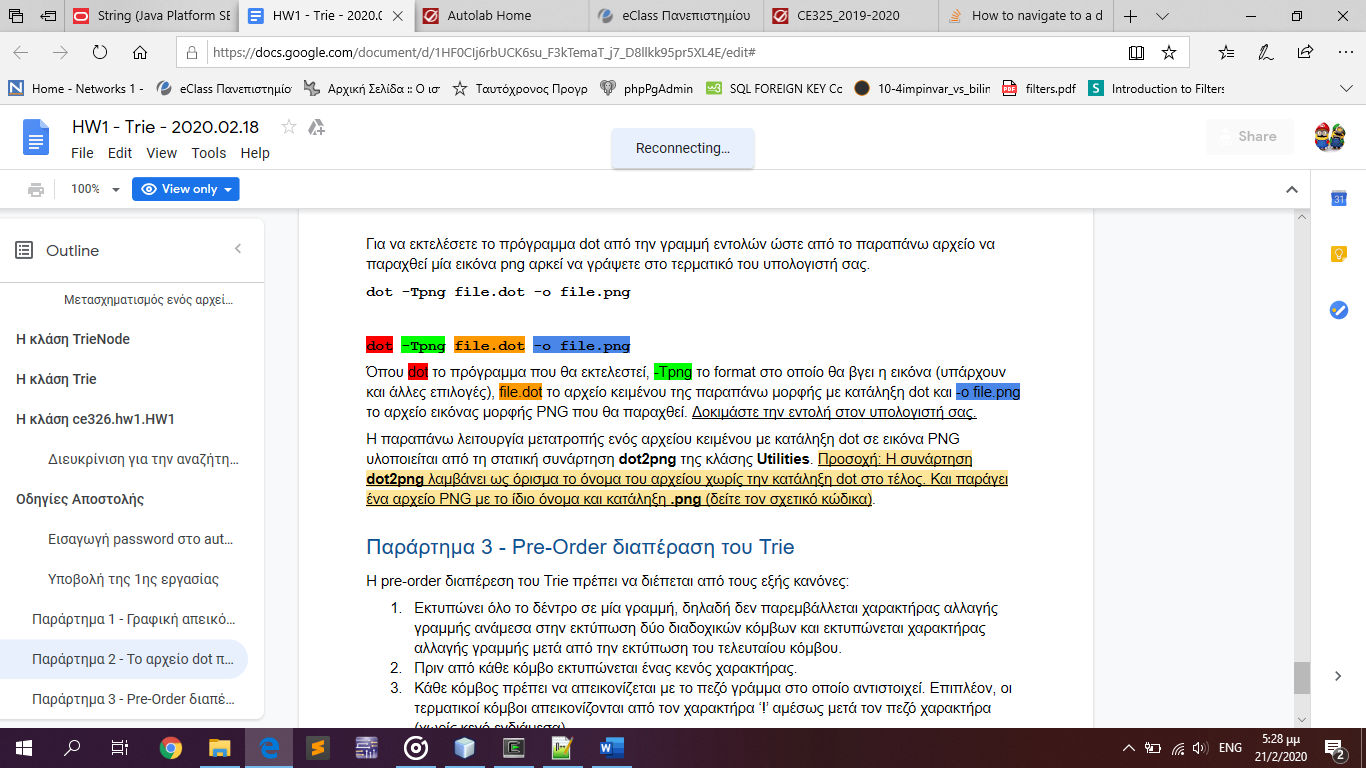 String (Java Platform SE
HW1 - Trie - 2020.0
Autolab Home
eClass Πανεπιστημίου
CE325_2019-2020
How to navigate to a d
https://docs.google.com/document/d/1HF0Clj6rbUCK6su_F3kTemaT_j7_D8llkk95pr5XL4E/edit#
Home - Networks 1 -
eClass Πανεπιστημίο
Αρχική Σελίδα :: Ο ισ
Ταυτόχρονος Προγρ
phpPgAdmin
SQL FOREIGN KEY Co
10-4impinvar_vs_bilin
filters.pdf
Introduction to Filters
HW1 - Trie - 2020.02.18
Reconnecting...
Share
File Edit View Tools Help
100%
View only
Outline
Μετασχηματισμός ενός αρχεί...
Η κλάση TrieNode
Η κλάση Trie
Η κλάση ce326.hw1.HW1
Διευκρίνιση για την αναζήτη...
Οδηγίες Αποστολής
Εισαγωγή password στο aut...
Υποβολή της 1ης εργασίας
Παράρτημα 1 - Γραφική απεικό...
Παράρτημα 2 - Το αρχείο dot π...
Παράρτημα 3 - Pre-Order διαπέ...
Για να εκτελέσετε το πρόγραμμα dot από την γραμμή εντολών ώστε από το παραπάνω αρχείο να
παραχθεί μία εικόνα png αρκεί να γράψετε στο τερματικό του υπολογιστή σας.
dot -Tpng file.dot -o file.png
dot -Tpng file.dot -o file.png
Όπου dot το πρόγραμμα που θα εκτελεστεί, -Tpng το format στο οποίο θα βγει η εικόνα (υπάρχουν
και άλλες επιλογές), file.dot το αρχείο κειμένου της παραπάνω μορφής με κατάληξη dot και -o file.png
το αρχείο εικόνας μορφής PNG που θα παραχθεί. Δοκιμάστε την εντολή στον υπολογιστή σας.
Η παραπάνω λειτουργία μετατροπής ενός αρχείου κειμένου με κατάληξη dot σε εικόνα PNG
υλοποιείται από τη στατική συνάρτηση dot2png της κλάσης Utilities. Προσοχή: Η συνάρτηση
dot2png λαμβάνει ως όρισμα το όνομα του αρχείου χωρίς την κατάληξη dot στο τέλος. Και παράγει
ένα αρχείο PNG με το ίδιο όνομα και κατάληξη .png (δείτε τον σχετικό κώδικα).
Παράρτημα 3 - Pre-Order διαπέραση του Trie
Η pre-order διαπέρεση του Trie πρέπει να διέπεται από τους εξής κανόνες:
1. Εκτυπώνει όλο το δέντρο σε μία γραμμή, δηλαδή δεν παρεμβάλλεται χαρακτήρας αλλαγής
γραμμής ανάμεσα στην εκτύπωση δύο διαδοχικών κόμβων και εκτυπώνεται χαρακτήρας
αλλαγής γραμμής μετά από την εκτύπωση του τελευταίου κόμβου.
2. Πριν από κάθε κόμβο εκτυπώνεται ένας κενός χαρακτήρας.
3. Κάθε κόμβος πρέπει να απεικονίζεται με το πεζό γράμμα στο οποίο αντιστοιχεί. Επιπλέον, οι
τερματικοί κόμβοι απεικονίζονται από τον χαρακτήρα '!' αμέσως μετά τον πεζό χαρακτήρα
(χωρίς κενό ενδιάμεσα)
31
ENG
5:28 μμ
21/2/2020
2